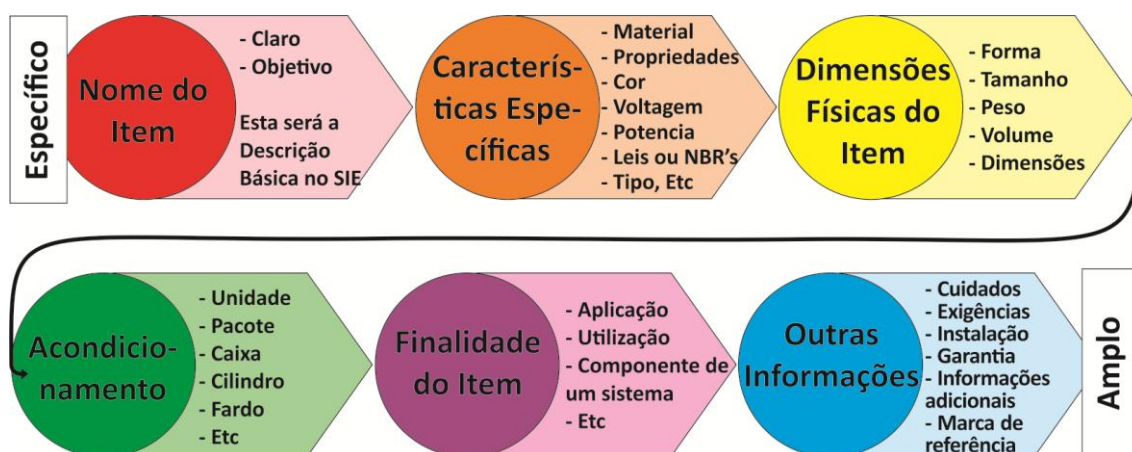 Específico
Nome do
Item
- Claro
- Objetivo
Esta será a
Descrição
Básica no SIE
Caracterís-
ticas Espe-
cíficas
- Material
- Propriedades
- Cor
- Voltagem
- Potencia
- Leis ou NBR’s
- Tipo, Etc
Dimensões
Físicas do
Item
- Forma
- Tamanho
- Peso
- Volume
- Dimensões
Acondicio-
namento
- Unidade
- Pacote
- Caixa
- Cilindro
- Fardo
- Etc
Finalidade
do Item
- Aplicação
- Utilização
- Componente de
um sistema
- Etc
Outras
Informações
- Cuidados
- Exigências
- Instalação
- Garantia
- Informações
adicionais
- Marca de
referência
Amplo